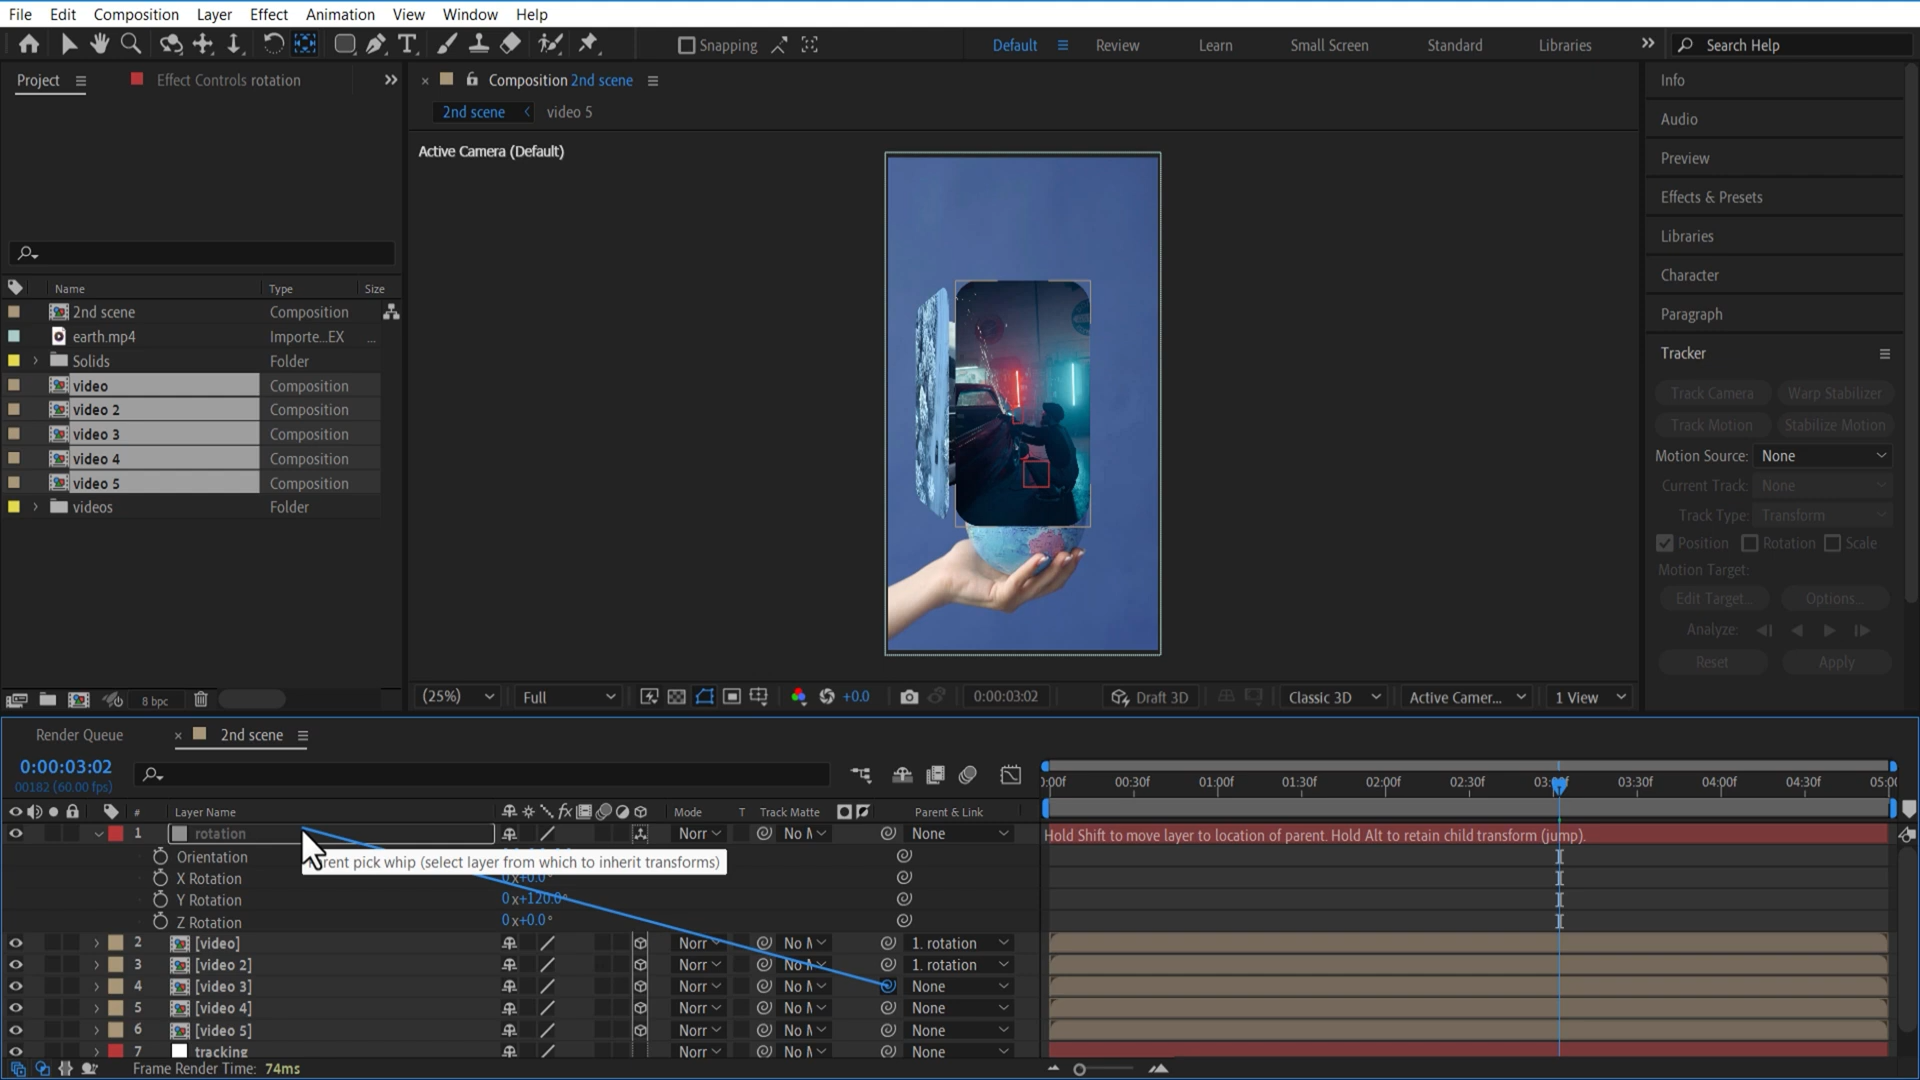 File Edit Composition Layer Effect Animation View Window Help
Snapping
Default Review Learn Small Screen Standard Libraries Search Help
Project Effect Controls rotation
Composition 2nd scene
2nd scene video 5
Active Camera (Default)
Name Type Size
2nd scene Composition
earth.mp4 Importe...EX ...
Solids Folder
video Composition
video 2 Composition
video 3 Composition
video 4 Composition
video 5 Composition
videos Folder
8 bpc
(25%) Full +0.0 0:00:03:02 Draft 3D Classic 3D Active Camer... 1 View
Info
Audio
Preview
Effects & Presets
Libraries
Character
Paragraph
Tracker
Track Camera Warp Stabilizer
Track Motion Stabilize Motion
Motion Source: None
Current Track: None
Track Type: Transform
Position Rotation Scale
Motion Target:
Edit Target... Options...
Analyze:
Reset Apply
Render Queue 2nd scene
0:00:03:02
00182 (60.00 fps)
:00f 00:30f 01:00f 01:30f 02:00f 02:30f 03:00f 03:30f 04:00f 04:30f 05:00
# Layer Name fx Mode T Track Matte Parent & Link
1 rotation Norr No M None
Hold Shift to move layer to location of parent. Hold Alt to retain child transform (jump).
Orientation
arent pick whip (select layer from which to inherit transforms)
X Rotation 0x+0.0°
Y Rotation 0x+120.0°
Z Rotation 0x+0.0°
2 [video] Norr No M 1. rotation
3 [video 2] Norr No M 1. rotation
4 [video 3] Norr No M None
5 [video 4] Norr No M None
6 [video 5] Norr No M None
7 tracking Norr No M None
Frame Render Time: 74ms